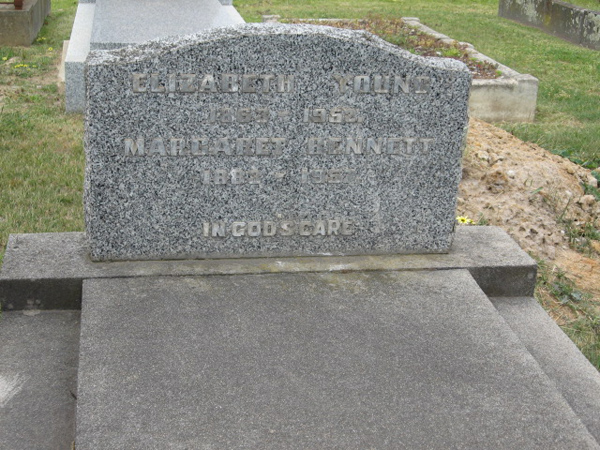 ELIZABETH YOUNG
MARGARET BENNETT
IN GOD'S CARE